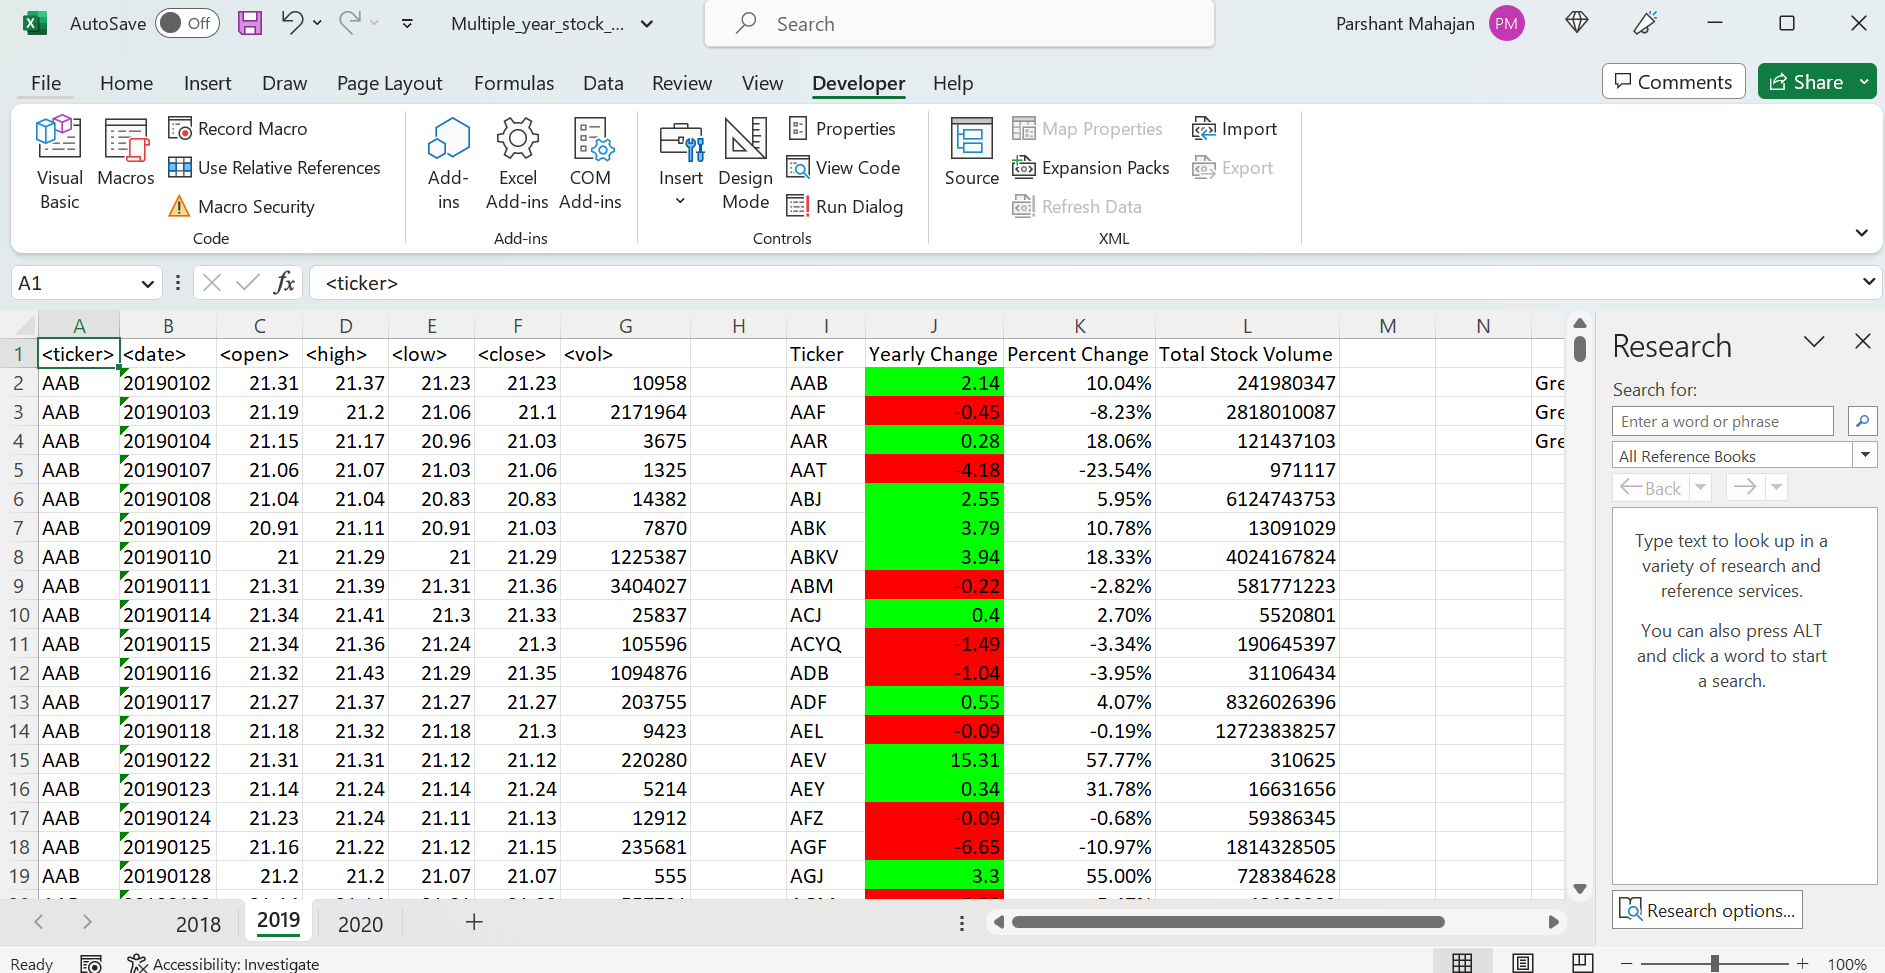 AutoSave Off Multiple_year_stock_... Search Parshant Mahajan PM
File Home Insert Draw Page Layout Formulas Data Review View Developer Help Comments Share
Visual Basic
Macros
Record Macro
Use Relative References
Macro Security
Code
Add-ins
Excel Add-ins
COM Add-ins
Add-ins
Insert
Design Mode
Properties
View Code
Run Dialog
Controls
Source
Map Properties
Expansion Packs
Refresh Data
Import
Export
XML
A1 fx <ticker>
A B C D E F G H I J K L M N
1 <ticker> <date> <open> <high> <low> <close> <vol> Ticker Yearly Change Percent Change Total Stock Volume
2 AAB 20190102 21.31 21.37 21.23 21.23 10958 AAB 2.14 10.04% 241980347 Gre
3 AAB 20190103 21.19 21.2 21.06 21.1 2171964 AAF -0.45 -8.23% 2818010087 Gre
4 AAB 20190104 21.15 21.17 20.96 21.03 3675 AAR 0.28 18.06% 121437103 Gre
5 AAB 20190107 21.06 21.07 21.03 21.06 1325 AAT -4.18 -23.54% 971117
6 AAB 20190108 21.04 21.04 20.83 20.83 14382 ABJ 2.55 5.95% 6124743753
7 AAB 20190109 20.91 21.11 20.91 21.03 7870 ABK 3.79 10.78% 13091029
8 AAB 20190110 21 21.29 21 21.29 1225387 ABKV 3.94 18.33% 4024167824
9 AAB 20190111 21.31 21.39 21.31 21.36 3404027 ABM -0.22 -2.82% 581771223
10 AAB 20190114 21.34 21.41 21.3 21.33 25837 ACJ 0.4 2.70% 5520801
11 AAB 20190115 21.34 21.36 21.24 21.3 105596 ACYQ -1.49 -3.34% 190645397
12 AAB 20190116 21.32 21.43 21.29 21.35 1094876 ADB -1.04 -3.95% 31106434
13 AAB 20190117 21.27 21.37 21.27 21.27 203755 ADF 0.55 4.07% 8326026396
14 AAB 20190118 21.18 21.32 21.18 21.3 9423 AEL -0.09 -0.19% 12723838257
15 AAB 20190122 21.31 21.31 21.12 21.12 220280 AEV 15.31 57.77% 310625
16 AAB 20190123 21.14 21.24 21.14 21.24 5214 AEY 0.34 31.78% 16631656
17 AAB 20190124 21.23 21.24 21.11 21.13 12912 AFZ -0.09 -0.68% 59386345
18 AAB 20190125 21.16 21.22 21.12 21.15 235681 AGF -6.65 -10.97% 1814328505
19 AAB 20190128 21.2 21.2 21.07 21.07 555 AGJ 3.3 55.00% 728384628
Research
Search for:
Enter a word or phrase
All Reference Books
Back
Type text to look up in a
variety of research and
reference services.
You can also press ALT
and click a word to start
a search.
Research options...
2018 2019 2020
Ready Accessibility: Investigate 100%